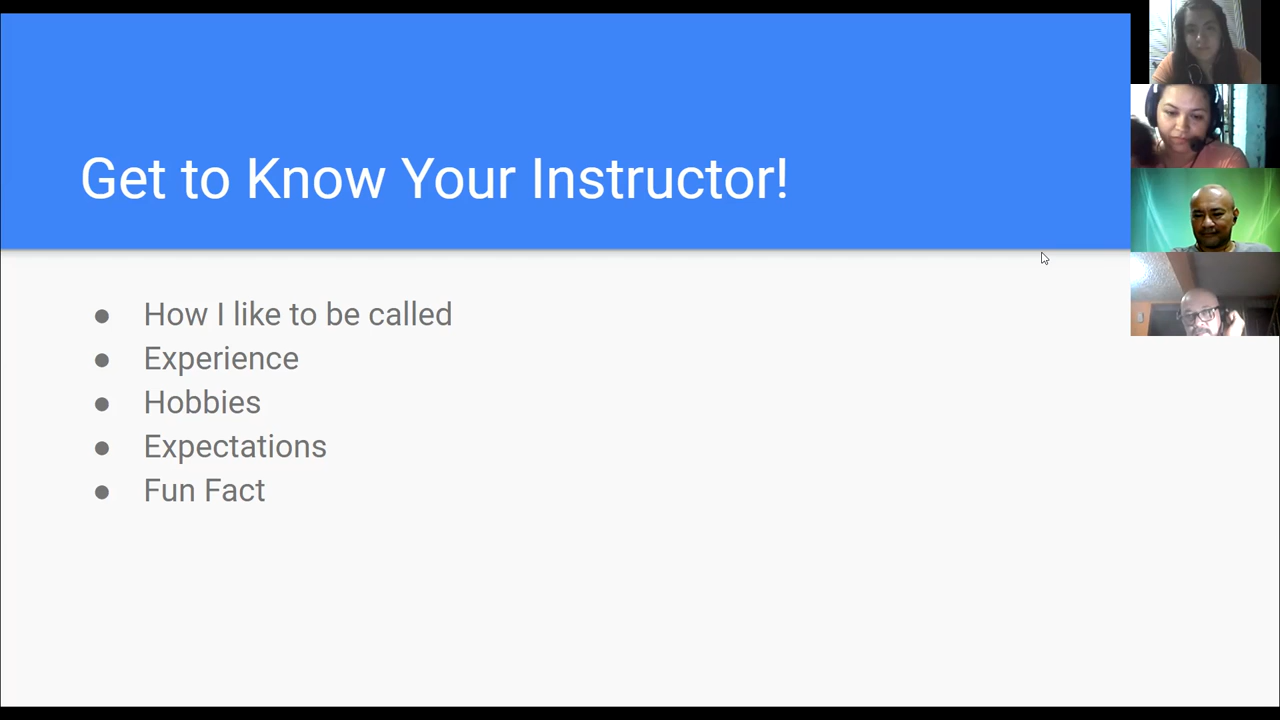 Get to Know Your Instructor!
● How I like to be called
● Experience
● Hobbies
● Expectations
● Fun Fact